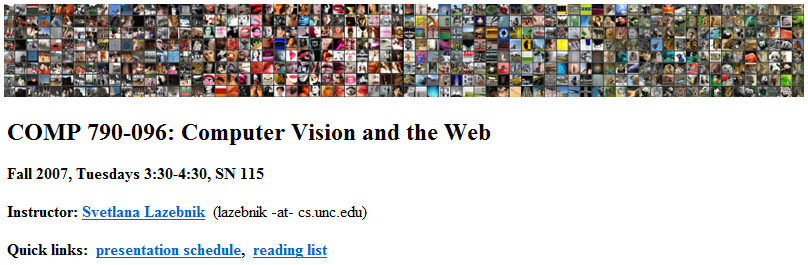 COMP 790-096: Computer Vision and the Web
Fall 2007, Tuesdays 3:30-4:30, SN 115
Instructor: Svetlana Lazebnik (lazebnik -at- cs.unc.edu)
Quick links: presentation schedule, reading list